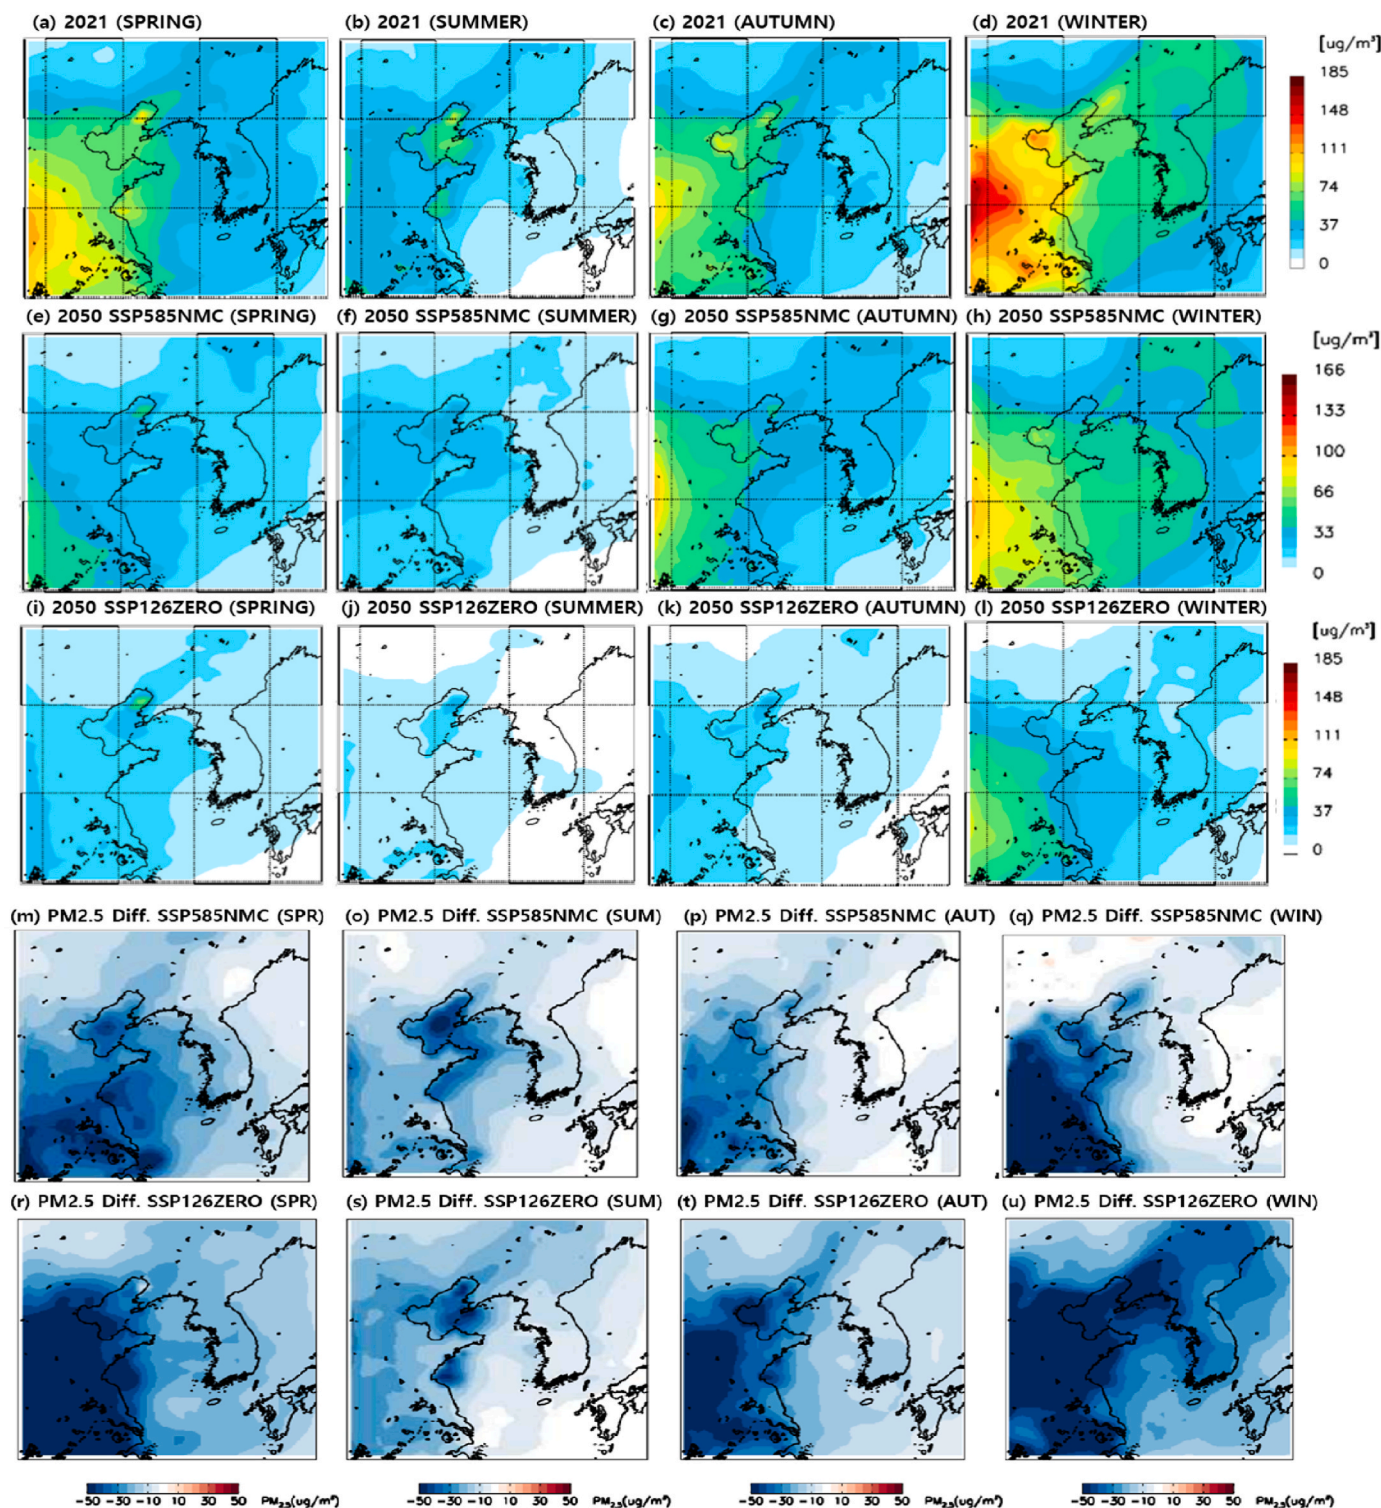 (a) 2021 (SPRING) (b) 2021 (SUMMER) (c) 2021 (AUTUMN) (d) 2021 (WINTER)
[ug/m³]
185
148
111
74
37
0
(e) 2050 SSP585NMC (SPRING) (f) 2050 SSP585NMC (SUMMER) (g) 2050 SSP585NMC (AUTUMN) (h) 2050 SSP585NMC (WINTER)
[ug/m³]
166
133
100
66
33
0
(i) 2050 SSP126ZERO (SPRING) (j) 2050 SSP126ZERO (SUMMER) (k) 2050 SSP126ZERO (AUTUMN) (l) 2050 SSP126ZERO (WINTER)
[ug/m³]
185
148
111
74
37
0
(m) PM2.5 Diff. SSP585NMC (SPR) (o) PM2.5 Diff. SSP585NMC (SUM) (p) PM2.5 Diff. SSP585NMC (AUT) (q) PM2.5 Diff. SSP585NMC (WIN)
(r) PM2.5 Diff. SSP126ZERO (SPR) (s) PM2.5 Diff. SSP126ZERO (SUM) (t) PM2.5 Diff. SSP126ZERO (AUT) (u) PM2.5 Diff. SSP126ZERO (WIN)
-50 -30 -10 10 30 50 PM2.5(ug/m³) -50 -30 -10 10 30 50 PM2.5(ug/m³) -50 -30 -10 10 30 50 PM2.5(ug/m³) -50 -30 -10 10 30 50 PM2.5(ug/m³)